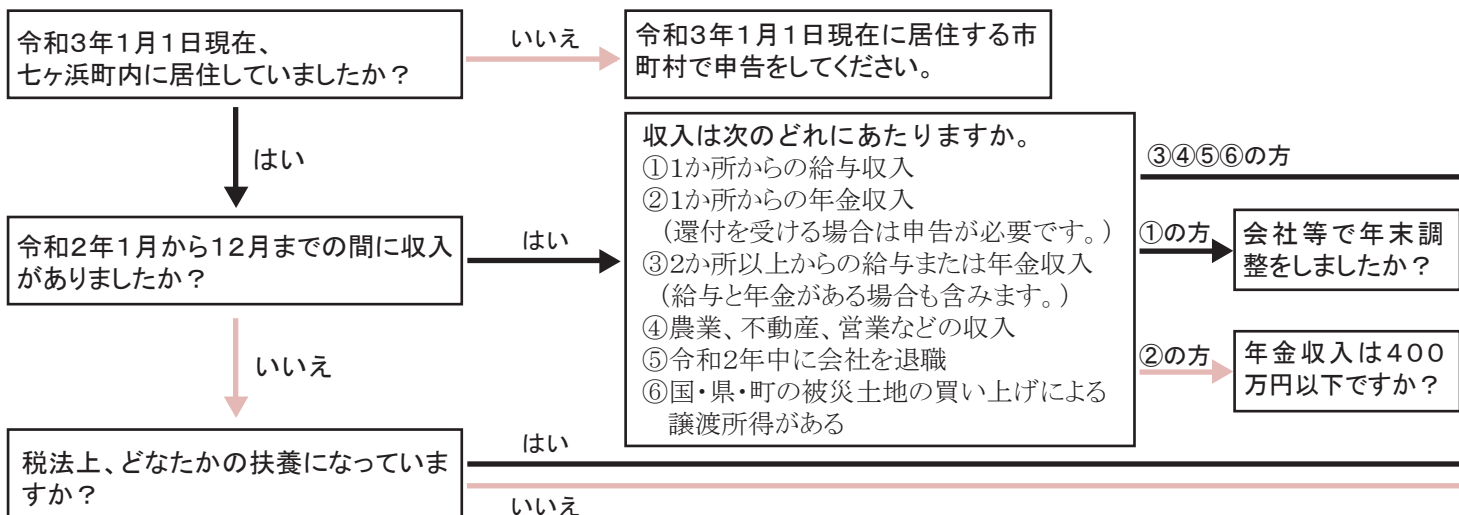 令和3年1月1日現在、
七ヶ浜町内に居住していましたか？
いいえ
令和3年1月1日現在に居住する市
町村で申告をしてください。
はい
令和2年1月から12月までの間に収入
がありましたか？
はい
収入は次のどれにあたりますか。
①1か所からの給与収入
②1か所からの年金収入
（還付を受ける場合は申告が必要です。）
③2か所以上からの給与または年金収入
（給与と年金がある場合も含みます。）
④農業、不動産、営業などの収入
⑤令和2年中に会社を退職
⑥国・県・町の被災土地の買い上げによる
譲渡所得がある
③④⑤⑥の方
①の方
会社等で年末調
整をしましたか？
②の方
年金収入は400
万円以下ですか？
いいえ
税法上、どなたかの扶養になっていま
すか？
はい
いいえ